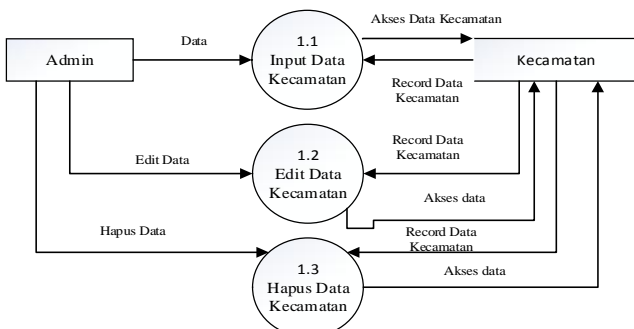 Akses Data Kecamatan
Data
1.1
Input Data
Kecamatan
Admin
Kecamatan
Record Data
Kecamatan
1.2
Edit Data
Kecamatan
Edit Data
Record Data
Kecamatan
Akses data
Hapus Data
Record Data
Kecamatan
1.3
Hapus Data
Kecamatan
Akses data